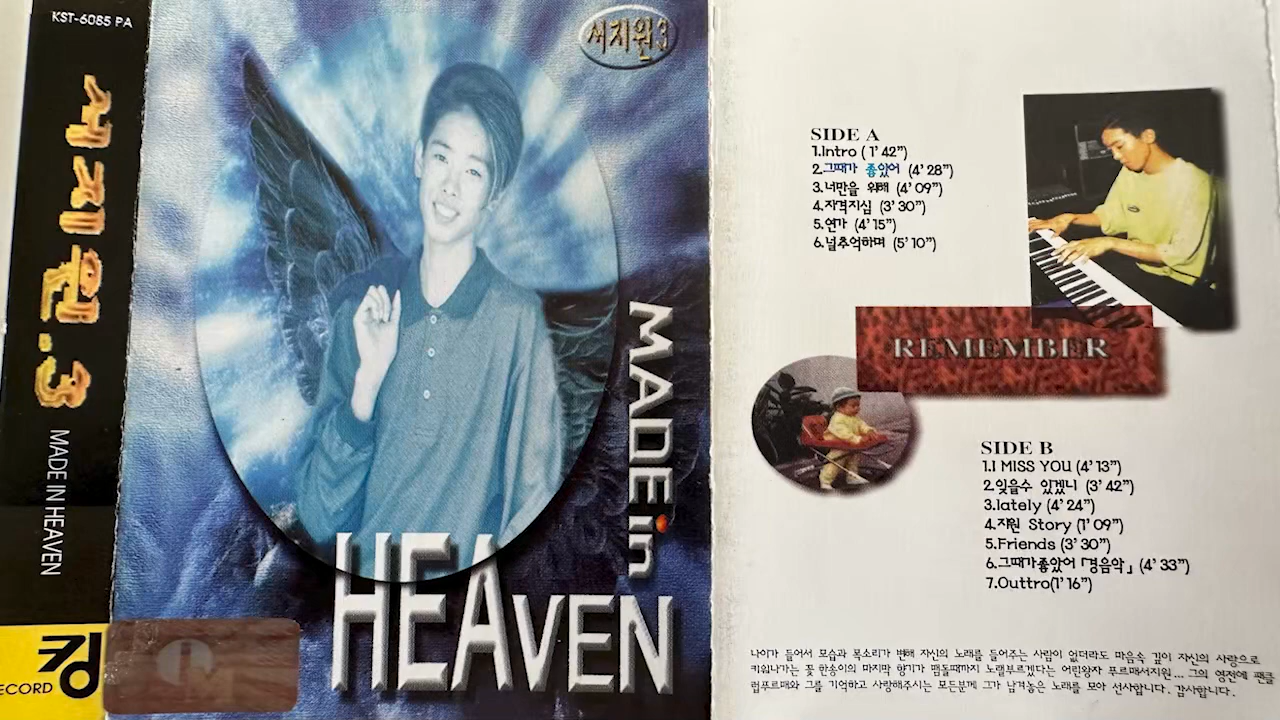 KST-6085 PA
서지원.3
MADE IN HEAVEN
킹
ECORD
서지원3
MADE in
HEAVEN
SIDE A
1.Intro (1'42")
2.그때가 좋았어 (4'28")
3.너만을 위해 (4'09")
4.자격지심 (3'30")
5.연가 (4'15")
6.널추억하며 (5'10")
REMEMBER
SIDE B
1.I MISS YOU (4'13")
2.잊을수 있겠니 (3'42")
3.lately (4'24")
4.지원 Story (1'09")
5.Friends (3'30")
6.그때가좋았어「경음악」 (4'33")
7.Outtro(1'16")
나이가 들어서 모습과 목소리가 변해 자신의 노래를 들어주는 사람이 없더라도 마음속 깊이 자신의 사랑으로
키워나가는 꽃 한송이의 마지막 향기가 맴돌때까지 노랠부르겠다는 어린왕자 푸르매서지원... 그의 영전에 팬클
럽푸르매와 그를 기억하고 사랑해주시는 모든분께 그가 남겨놓은 노래를 모아 선사합니다. 감사합니다.